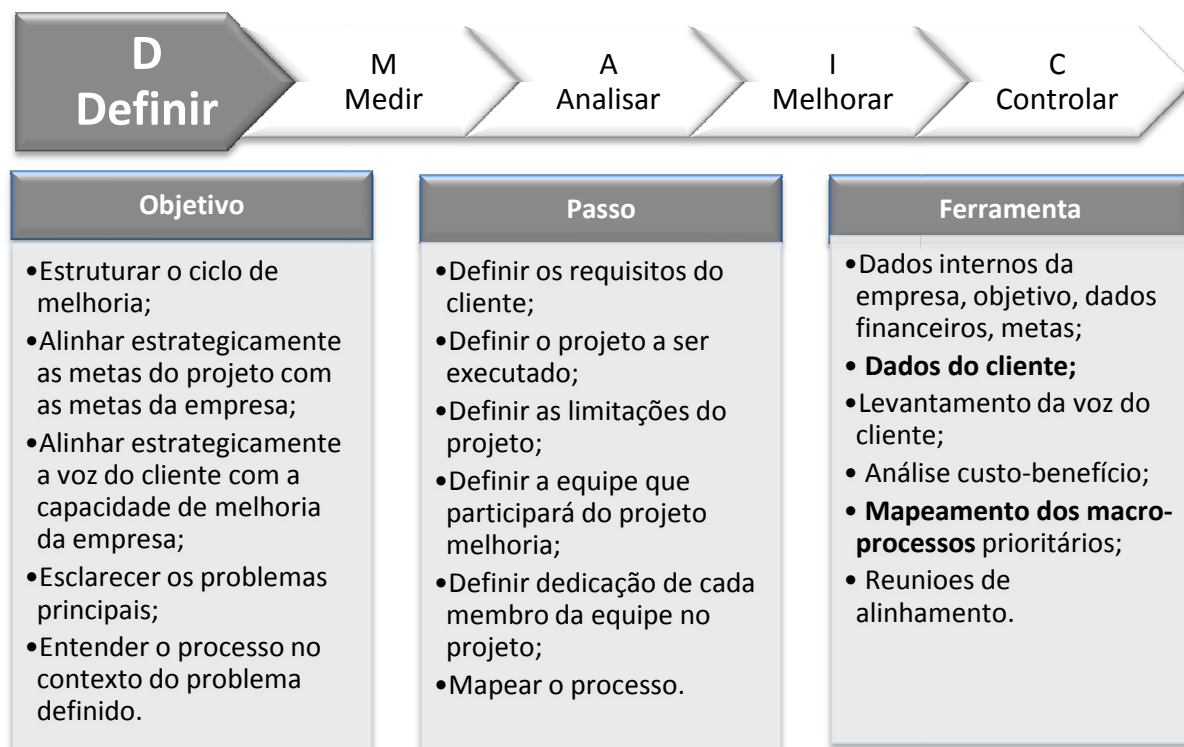 D
Definir
M
Medir
A
Analisar
I
Melhorar
C
Controlar
Objetivo
•Estruturar o ciclo de
melhoria;
•Alinhar estrategicamente
as metas do projeto com
as metas da empresa;
•Alinhar estrategicamente
a voz do cliente com a
capacidade de melhoria
da empresa;
•Esclarecer os problemas
principais;
•Entender o processo no
contexto do problema
definido.
Passo
•Definir os requisitos do
cliente;
•Definir o projeto a ser
executado;
•Definir as limitações do
projeto;
•Definir a equipe que
participará do projeto
melhoria;
•Definir dedicação de cada
membro da equipe no
projeto;
•Mapear o processo.
Ferramenta
•Dados internos da
empresa, objetivo, dados
financeiros, metas;
• Dados do cliente;
•Levantamento da voz do
cliente;
• Análise custo-benefício;
• Mapeamento dos macro-
processos prioritários;
• Reunioes de
alinhamento.